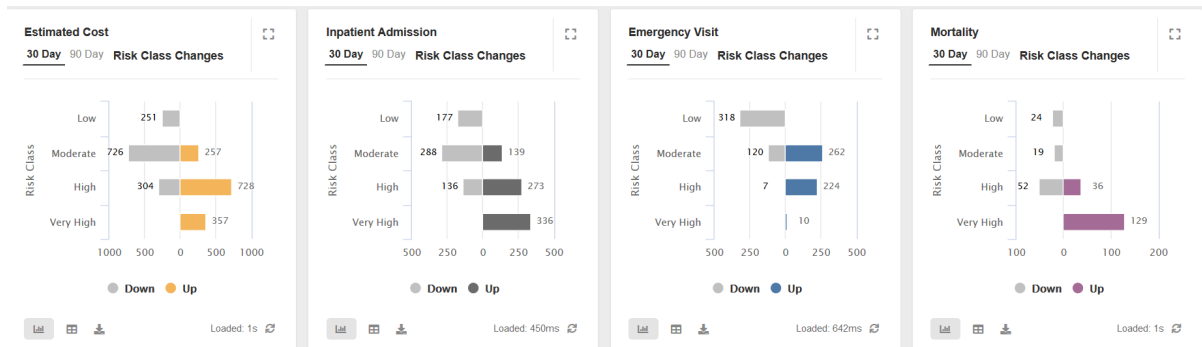 Estimated Cost
30 Day 90 Day Risk Class Changes
Risk Class
Low 251
Moderate 726 257
High 304 728
Very High 357
1000 500 0 500 1000
Down Up
Loaded: 1s
Inpatient Admission
30 Day 90 Day Risk Class Changes
Risk Class
Low 177
Moderate 288 139
High 136 273
Very High 336
500 250 0 250 500
Down Up
Loaded: 450ms
Emergency Visit
30 Day 90 Day Risk Class Changes
Risk Class
Low 318
Moderate 120 262
High 7 224
Very High 10
500 250 0 250 500
Down Up
Loaded: 642ms
Mortality
30 Day 90 Day Risk Class Changes
Risk Class
Low 24
Moderate 19
High 52 36
Very High 129
100 0 100 200
Down Up
Loaded: 1s